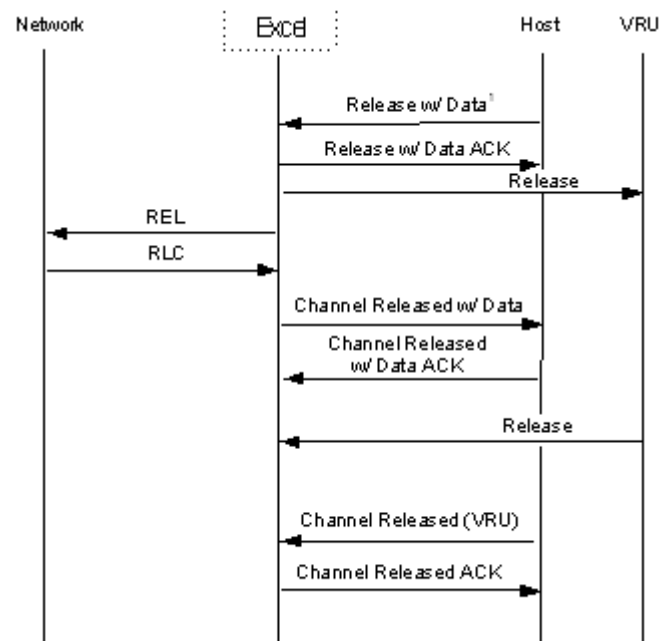 Network
Excel
Host
VRU
Release w/ Data¹
Release w/ Data ACK
Release
REL
RLC
Channel Released w/ Data
Channel Released
w/ Data ACK
Release
Channel Released (VRU)
Channel Released ACK